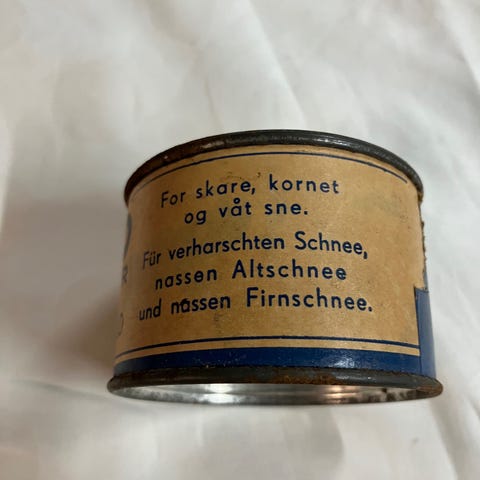 For skare, kornet
og våt sne.
Für verharschten Schnee,
nassen Altschnee
und nassen Firnschnee.